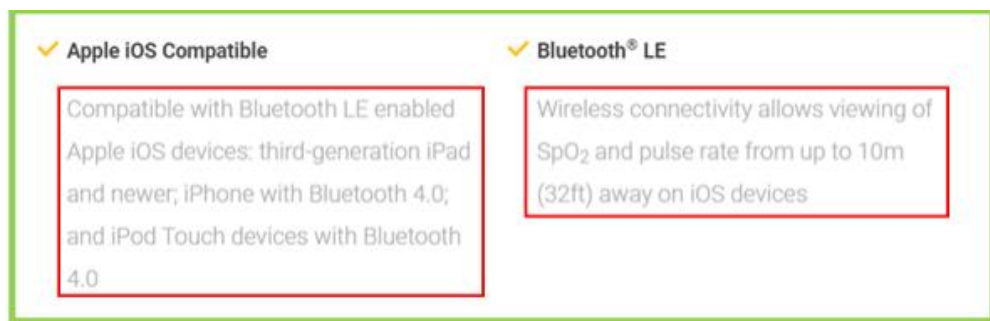 Apple iOS Compatible
Compatible with Bluetooth LE enabled
Apple iOS devices: third-generation iPad
and newer; iPhone with Bluetooth 4.0;
and iPod Touch devices with Bluetooth
4.0
Bluetooth® LE
Wireless connectivity allows viewing of
SpO₂ and pulse rate from up to 10m
(32ft) away on iOS devices